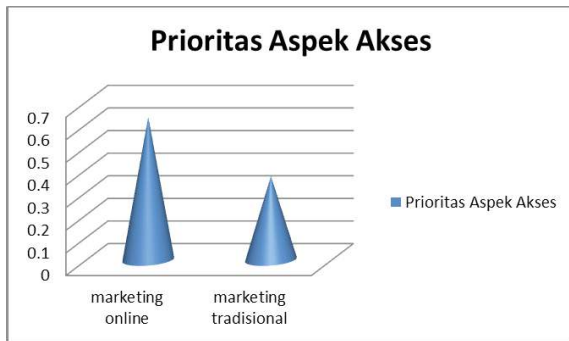 Prioritas Aspek Akses
0.7
0.6
0.5
0.4
0.3
0.2
0.1
0
marketing
online
marketing
tradisional
Prioritas Aspek Akses